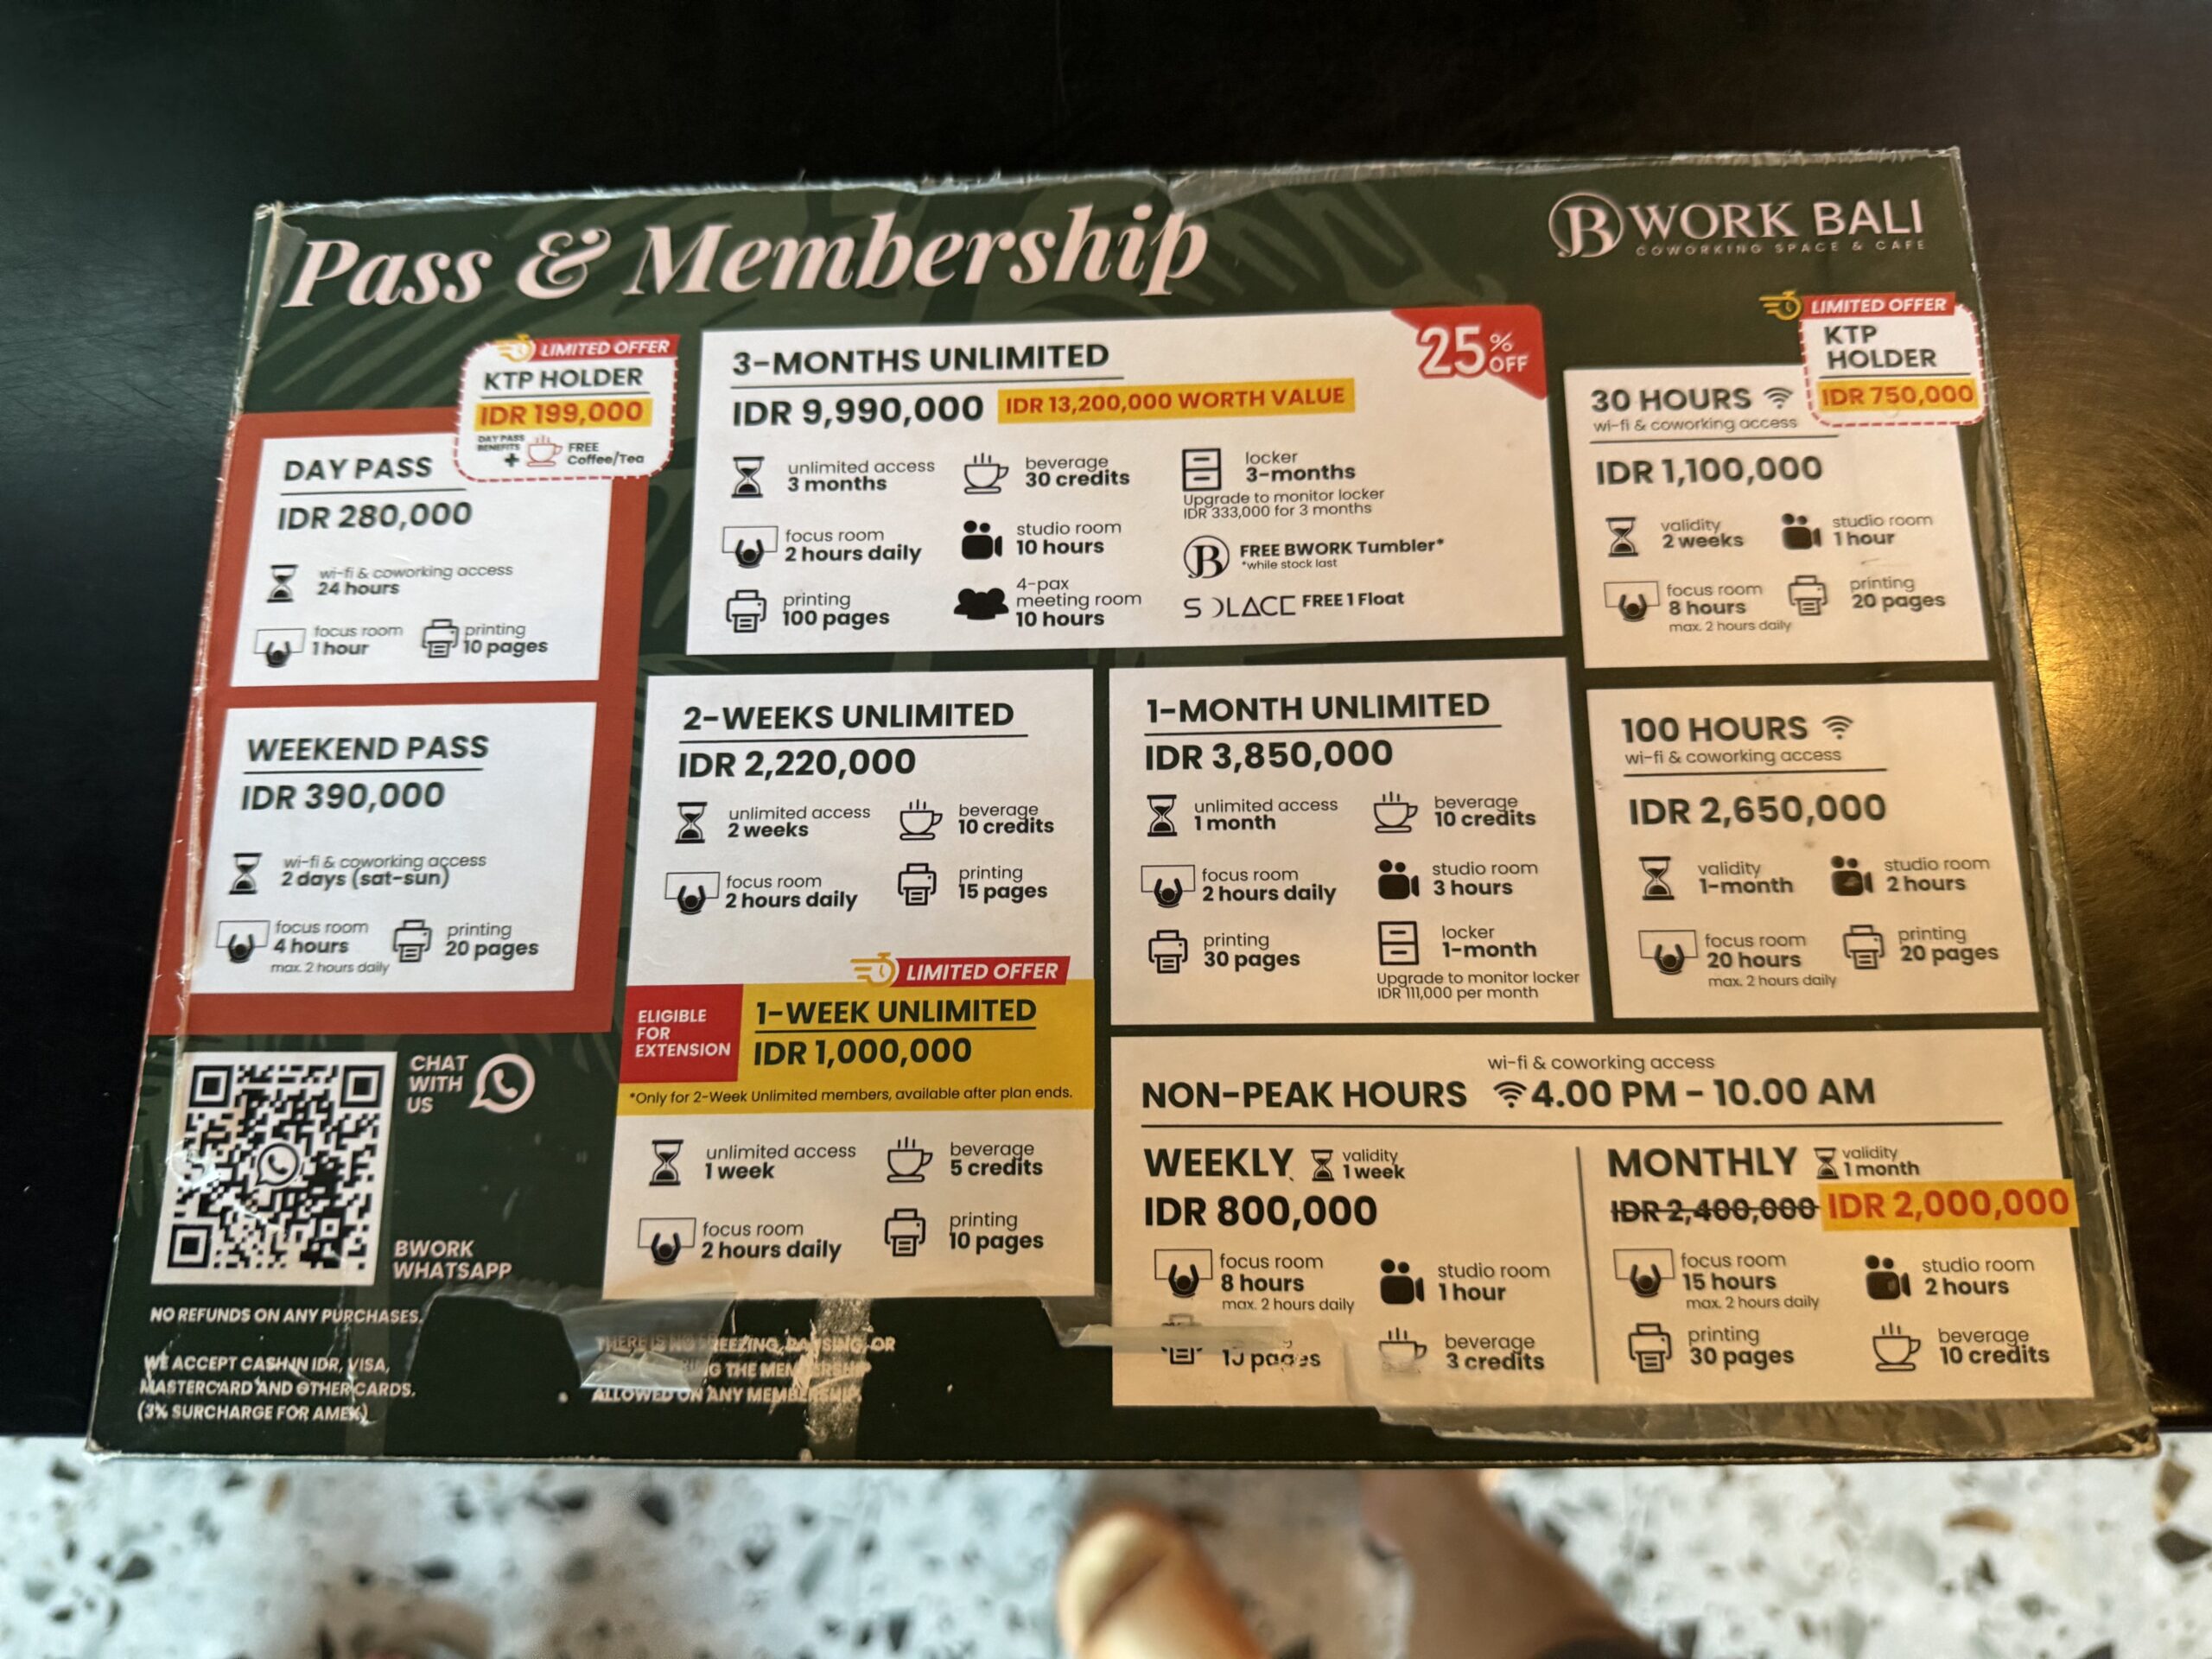 Pass & Membership
B WORK BALI
COWORKING SPACE & CAFE
LIMITED OFFER
KTP HOLDER
IDR 199,000
DAY PASS
BENEFITS
+
FREE
Coffee/Tea
DAY PASS
IDR 280,000
wi-fi & coworking access
24 hours
focus room
1 hour
printing
10 pages
WEEKEND PASS
IDR 390,000
wi-fi & coworking access
2 days (sat-sun)
focus room
4 hours
max. 2 hours daily
printing
20 pages
3-MONTHS UNLIMITED
25% OFF
IDR 9,990,000
IDR 13,200,000 WORTH VALUE
unlimited access
3 months
beverage
30 credits
locker
3-months
Upgrade to monitor locker
IDR 333,000 for 3 months
focus room
2 hours daily
studio room
10 hours
FREE BWORK Tumbler*
*while stock last
printing
100 pages
4-pax
meeting room
10 hours
SOLACE FREE 1 Float
LIMITED OFFER
KTP
HOLDER
IDR 750,000
30 HOURS
wi-fi & coworking access
IDR 1,100,000
validity
2 weeks
studio room
1 hour
focus room
8 hours
max. 2 hours daily
printing
20 pages
2-WEEKS UNLIMITED
IDR 2,220,000
unlimited access
2 weeks
beverage
10 credits
focus room
2 hours daily
printing
15 pages
LIMITED OFFER
ELIGIBLE
FOR
EXTENSION
1-WEEK UNLIMITED
IDR 1,000,000
*Only for 2-Week Unlimited members, available after plan ends.
unlimited access
1 week
beverage
5 credits
focus room
2 hours daily
printing
10 pages
1-MONTH UNLIMITED
IDR 3,850,000
unlimited access
1 month
beverage
10 credits
focus room
2 hours daily
studio room
3 hours
printing
30 pages
locker
1-month
Upgrade to monitor locker
IDR 111,000 per month
100 HOURS
wi-fi & coworking access
IDR 2,650,000
validity
1-month
studio room
2 hours
focus room
20 hours
max. 2 hours daily
printing
20 pages
wi-fi & coworking access
NON-PEAK HOURS 4.00 PM - 10.00 AM
WEEKLY
validity
1 week
IDR 800,000
focus room
8 hours
max. 2 hours daily
studio room
1 hour
pages
beverage
3 credits
MONTHLY
validity
1 month
IDR 2,400,000 IDR 2,000,000
focus room
15 hours
max. 2 hours daily
studio room
2 hours
printing
30 pages
beverage
10 credits
CHAT
WITH
US
BWORK
WHATSAPP
NO REFUNDS ON ANY PURCHASES.
WE ACCEPT CASH IN IDR, VISA,
MASTERCARD AND OTHER CARDS.
(3% SURCHARGE FOR AMEX)
THERE IS NO FREEZING, PAUSING, OR
THE MEMBERSHIP
ALLOWED ON ANY MEMBERSHIP.